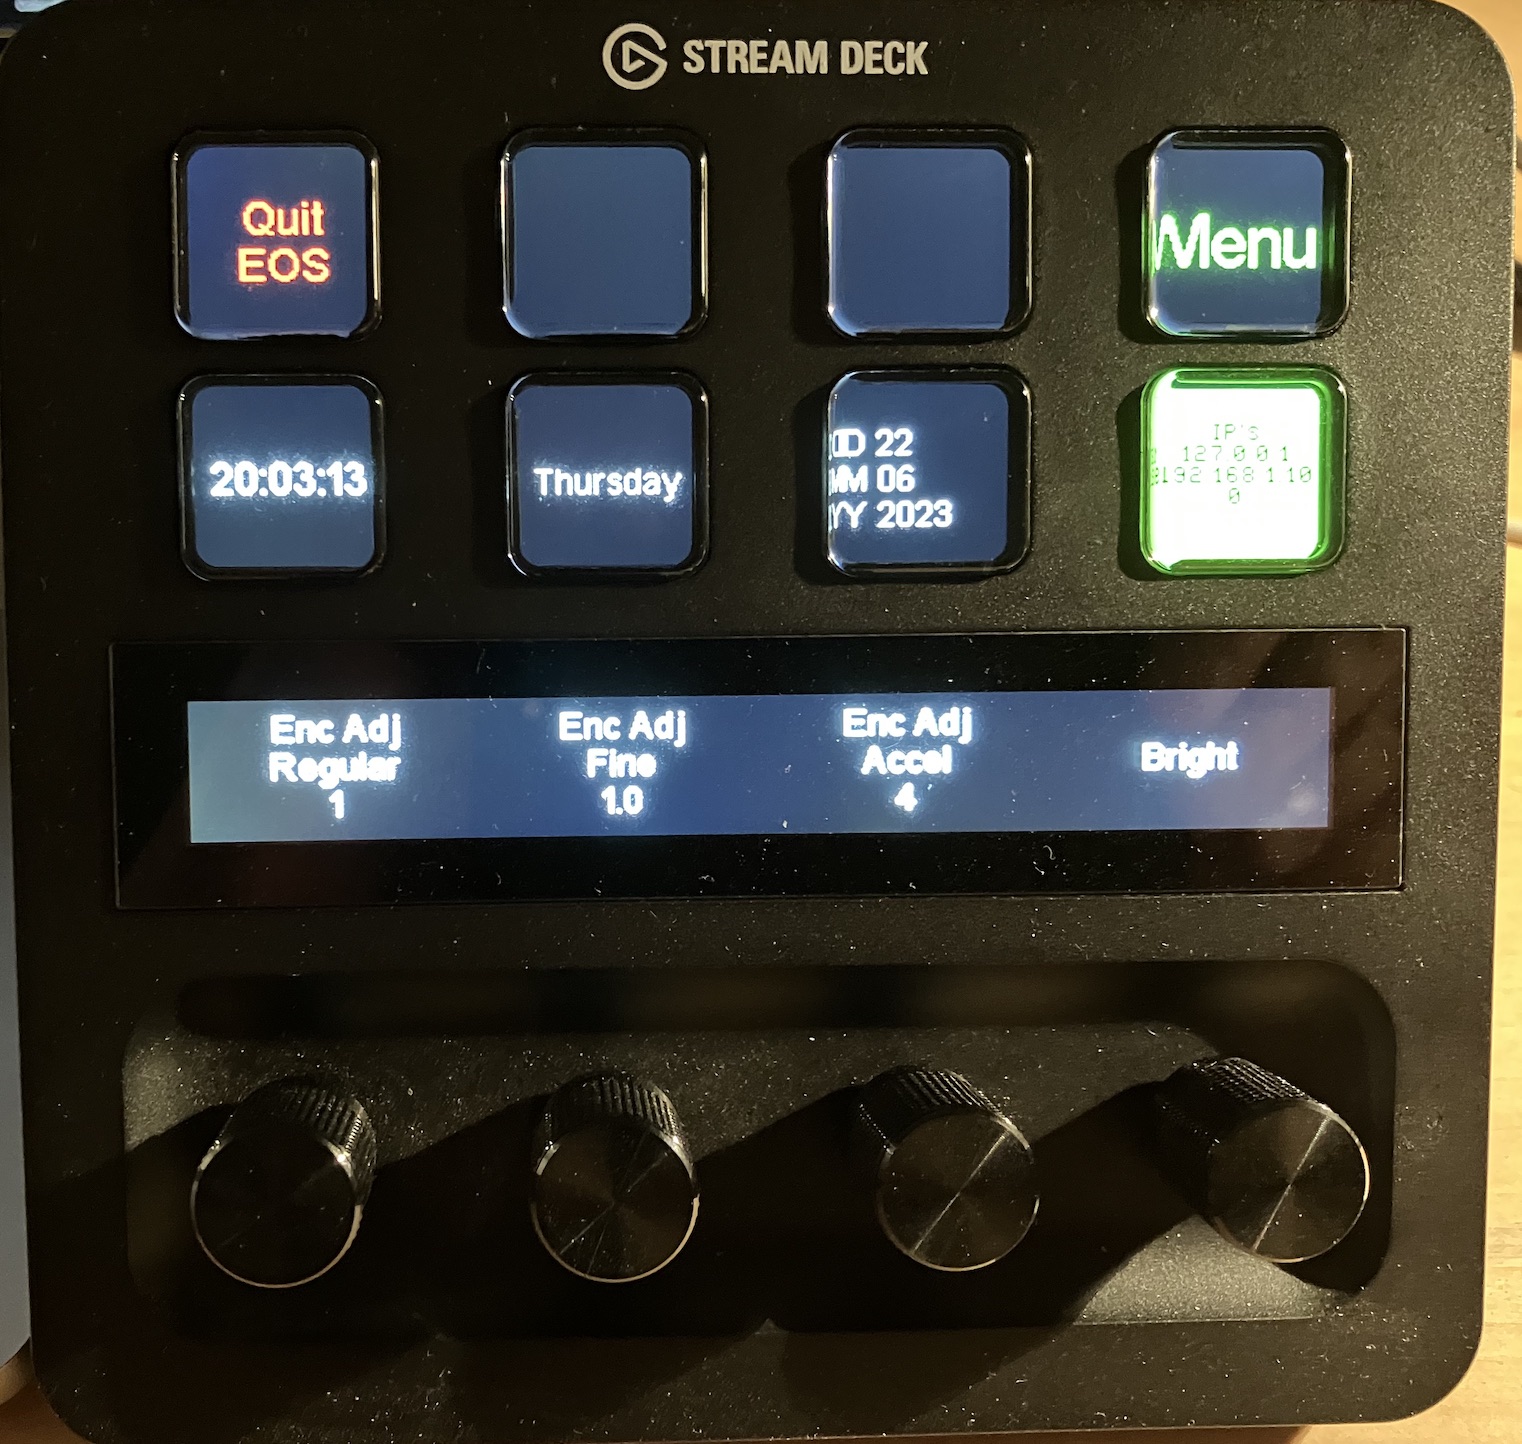 STREAM DECK
Quit
EOS
Menu
20:03:13
Thursday
DD 22
MM 06
YY 2023
IP's
127 0 0 1
192 168 1 10
0
Enc Adj
Regular
1
Enc Adj
Fine
1.0
Enc Adj
Accel
4
Bright